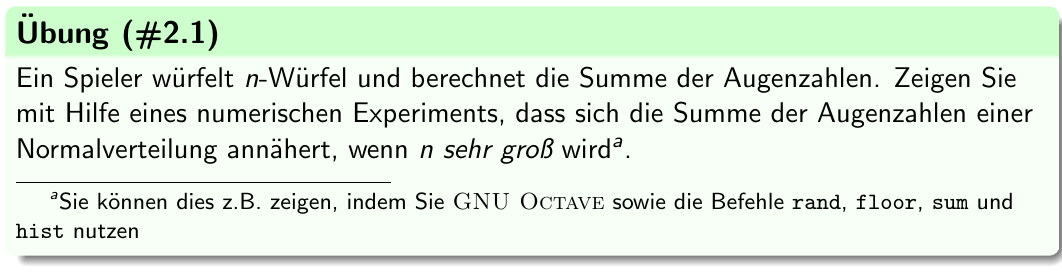 Übung (#2.1)
Ein Spieler würfelt n-Würfel und berechnet die Summe der Augenzahlen. Zeigen Sie
mit Hilfe eines numerischen Experiments, dass sich die Summe der Augenzahlen einer
Normalverteilung annähert, wenn n sehr groß wird^a.
^aSie können dies z.B. zeigen, indem Sie GNU OCTAVE sowie die Befehle rand, floor, sum und
hist nutzen